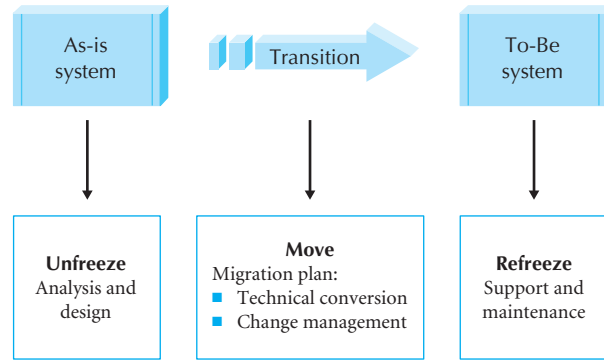 As-is
system
Transition
To-Be
system
Unfreeze
Analysis and
design
Move
Migration plan:
Technical conversion
Change management
Refreeze
Support and
maintenance